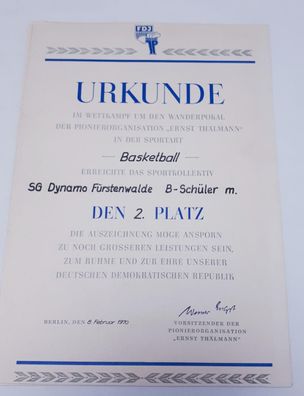 FDJ
URKUNDE
IM WETTKAMPF UM DEN WANDERPOKAL
DER PIONIERORGANISATION „ERNST THÄLMANN"
IN DER SPORTART
— Basketball —
ERREICHTE DAS SPORTKOLLEKTIV
SG Dynamo Fürstenwalde B-Schüler m.
DEN 2. PLATZ
DIE AUSZEICHNUNG MÖGE ANSPORN
ZU NOCH GRÖSSEREN LEISTUNGEN SEIN,
ZUM RUHME UND ZUR EHRE UNSERER
DEUTSCHEN DEMOKRATISCHEN REPUBLIK
BERLIN, DEN 8. Februar 1970
VORSITZENDER DER
PIONIERORGANISATION
„ERNST THÄLMANN"